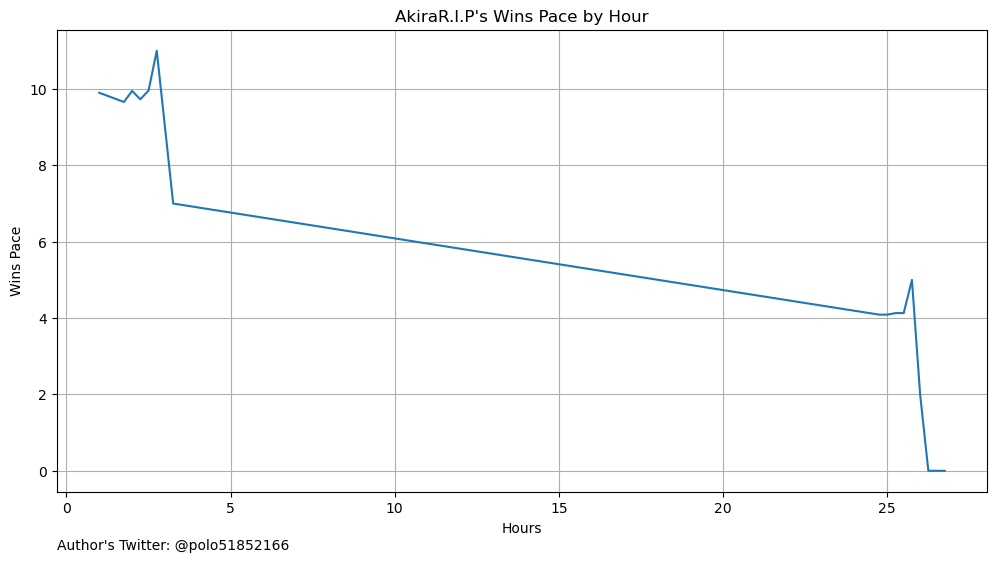 AkiraR.I.P's Wins Pace by Hour
Wins Pace
10
8
6
4
2
0
0 5 10 15 20 25
Hours
Author's Twitter: @polo51852166